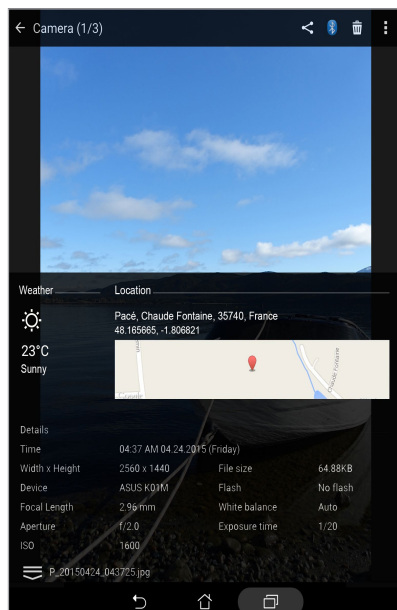 Camera (1/3)
Weather
Location
23°C
Sunny
Pacé, Chaude Fontaine, 35740, France
48.165665, -1.806821
Chaude Fontaine
Google
Details
Time 04:37 AM 04.24.2015 (Friday)
Width x Height 2560 x 1440 File size 64.88KB
Device ASUS K01M Flash No flash
Focal Length 2.96 mm White balance Auto
Aperture f/2.0 Exposure time 1/20
ISO 1600
P_20150424_043725.jpg